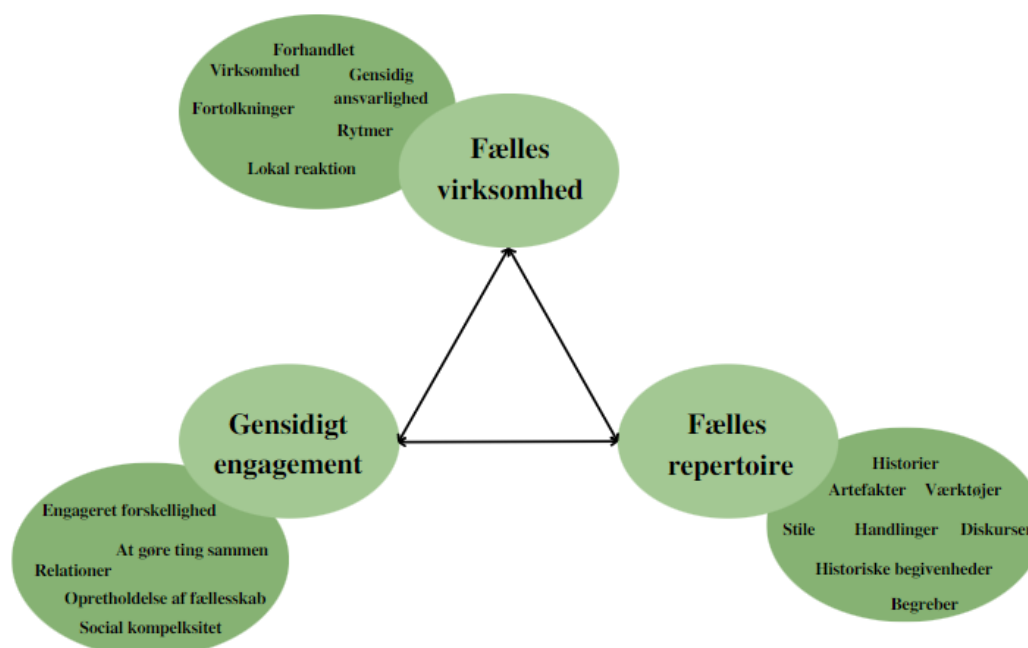 Forhandlet
Virksomhed
Gensidig
ansvarlighed
Fortolkninger
Rytmer
Lokal reaktion
Fælles
virksomhed
Gensidigt
engagement
Fælles
repertoire
Engageret forskellighed
At gøre ting sammen
Relationer
Opretholdelse af fællesskab
Social kompelksitet
Historier
Artefakter Værktøjer
Stile Handlinger Diskurser
Historiske begivenheder
Begreber